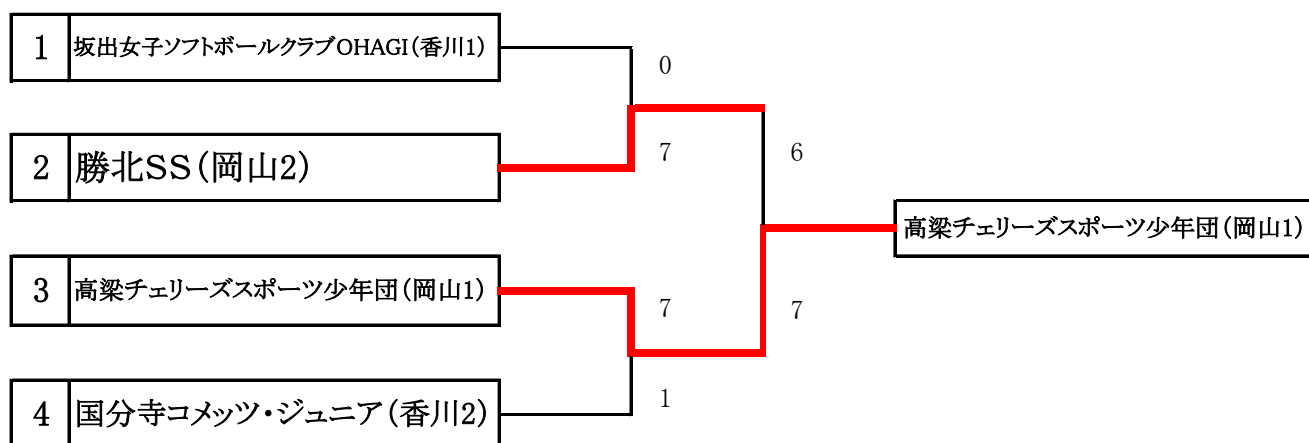 1 坂出女子ソフトボールクラブOHAGI(香川1)
0
2 勝北SS(岡山2)
7
6
高梁チェリーズスポーツ少年団(岡山1)
3 高梁チェリーズスポーツ少年団(岡山1)
7
7
1
4 国分寺コメッツ・ジュニア(香川2)